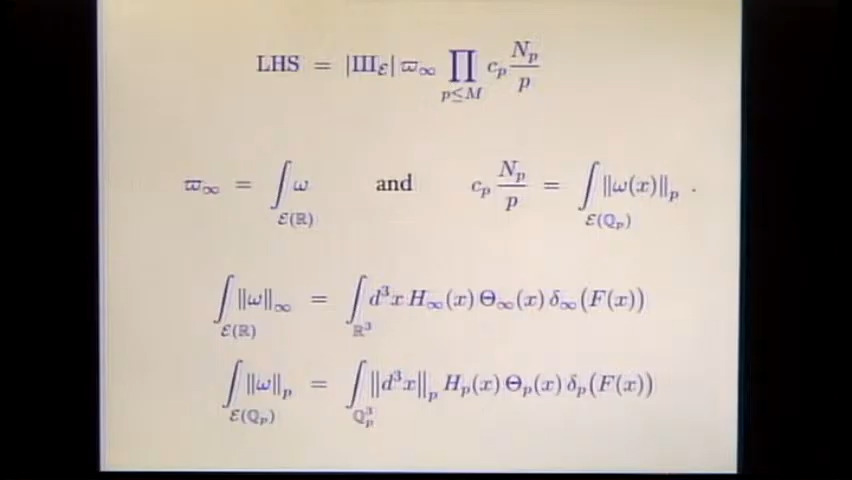 LHS = |Ш_ℰ| ϖ_∞ ∏_{p≤M} c_p N_p/p
ϖ_∞ = ∫_{ℰ(ℝ)} ω and c_p N_p/p = ∫_{ℰ(ℚ_p)} ‖ω(x)‖_p .
∫_{ℰ(ℝ)} ‖ω‖_∞ = ∫_{ℝ^3} d^3x H_∞(x) Θ_∞(x) δ_∞(F(x))
∫_{ℰ(ℚ_p)} ‖ω‖_p = ∫_{ℚ_p^3} ‖d^3x‖_p H_p(x) Θ_p(x) δ_p(F(x))